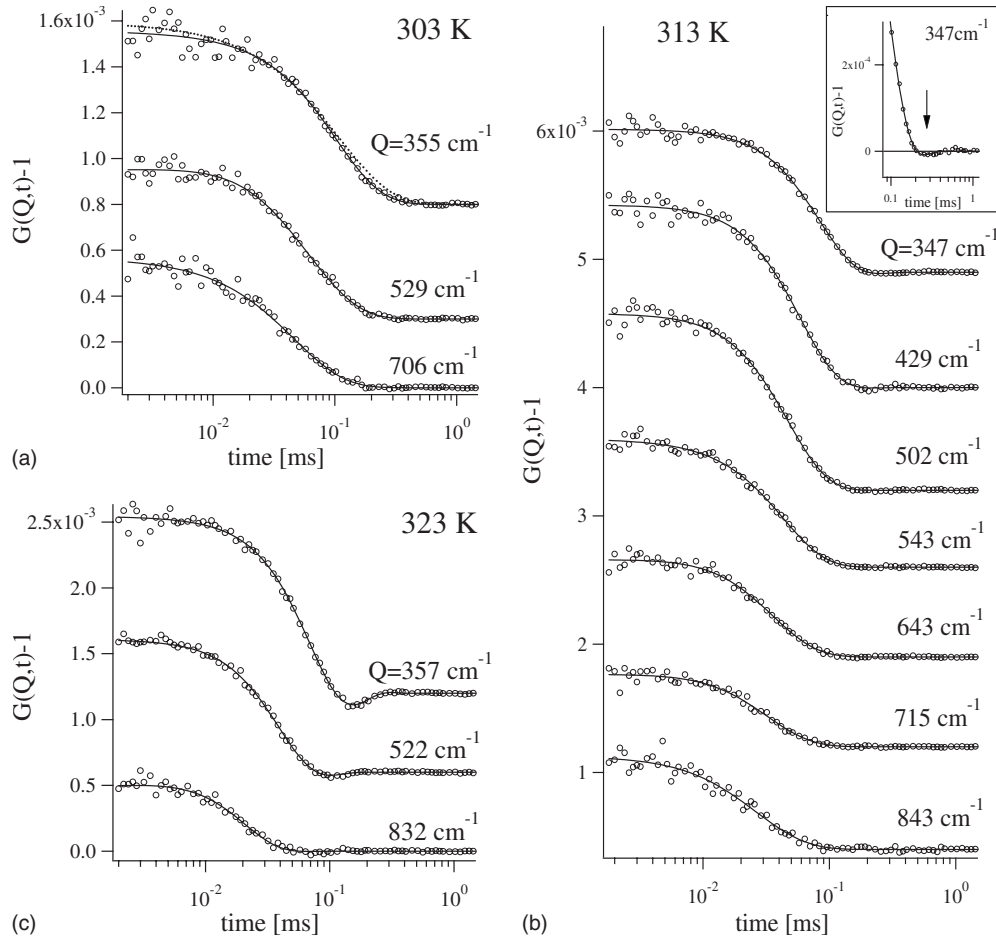 1.6x10⁻³
1.4
1.2
1.0
0.8
0.6
0.4
0.2
0.0
G(Q,t)-1
303 K
Q=355 cm⁻¹
529 cm⁻¹
706 cm⁻¹
10⁻²
10⁻¹
10⁰
(a)
time [ms]
2.5x10⁻³
2.0
1.5
1.0
0.5
0.0
G(Q,t)-1
323 K
Q=357 cm⁻¹
522 cm⁻¹
832 cm⁻¹
10⁻²
10⁻¹
10⁰
(c)
time [ms]
6x10⁻³
5
4
3
2
1
G(Q,t)-1
313 K
Q=347 cm⁻¹
429 cm⁻¹
502 cm⁻¹
543 cm⁻¹
643 cm⁻¹
715 cm⁻¹
843 cm⁻¹
10⁻²
10⁻¹
10⁰
(b)
time [ms]
347cm⁻¹
2x10⁻⁴
0
G(Q,t)-1
0.1
1
time [ms]